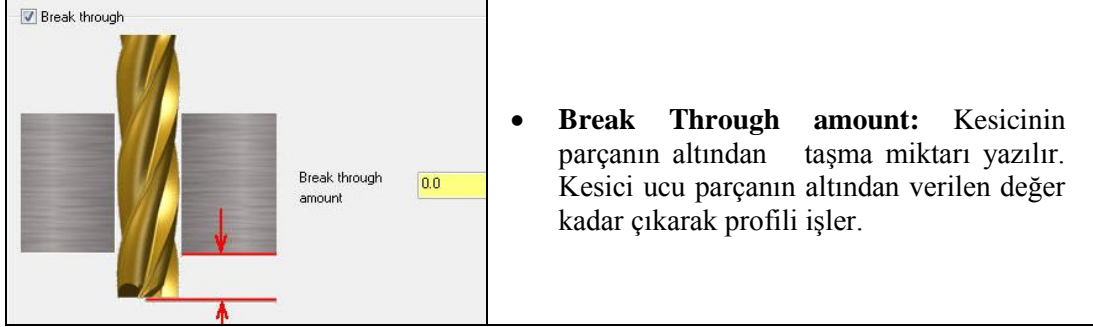 Break through
Break through
amount
0.0
• Break Through amount: Kesicinin
parçanın altından taşma miktarı yazılır.
Kesici ucu parçanın altından verilen değer
kadar çıkarak profili işler.